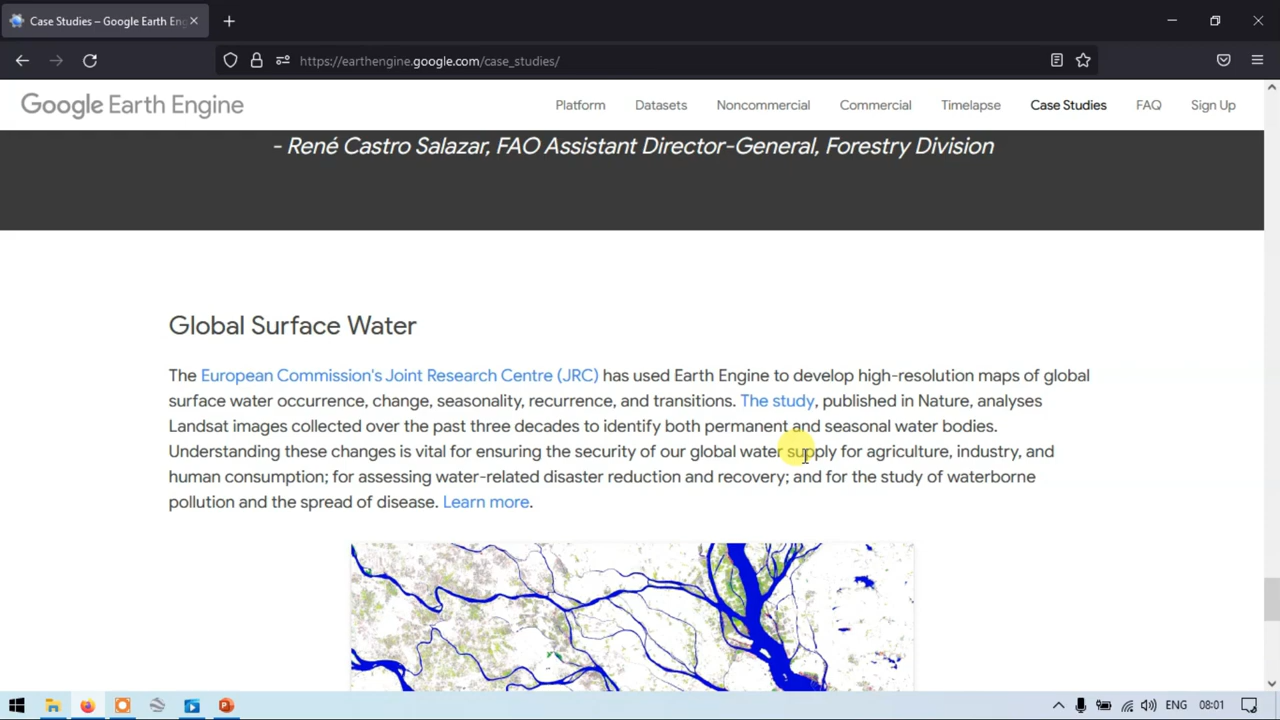 Case Studies – Google Earth Eng
https://earthengine.google.com/case_studies/
Google Earth Engine
Platform
Datasets
Noncommercial
Commercial
Timelapse
Case Studies
FAQ
Sign Up
- René Castro Salazar, FAO Assistant Director-General, Forestry Division
Global Surface Water
The European Commission's Joint Research Centre (JRC) has used Earth Engine to develop high-resolution maps of global
surface water occurrence, change, seasonality, recurrence, and transitions. The study, published in Nature, analyses
Landsat images collected over the past three decades to identify both permanent and seasonal water bodies.
Understanding these changes is vital for ensuring the security of our global water supply for agriculture, industry, and
human consumption; for assessing water-related disaster reduction and recovery; and for the study of waterborne
pollution and the spread of disease. Learn more.
ENG
08:01